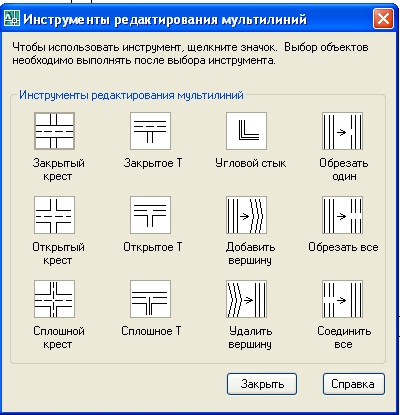 Инструменты редактирования мультилиний
Чтобы использовать инструмент, щелкните значок. Выбор объектов
необходимо выполнять после выбора инструмента.
Инструменты редактирования мультилиний
Закрытый крест
Закрытое Т
Угловой стык
Обрезать один
Открытый крест
Открытое Т
Добавить вершину
Обрезать все
Сплошной крест
Сплошное Т
Удалить вершину
Соединить все
Закрыть
Справка